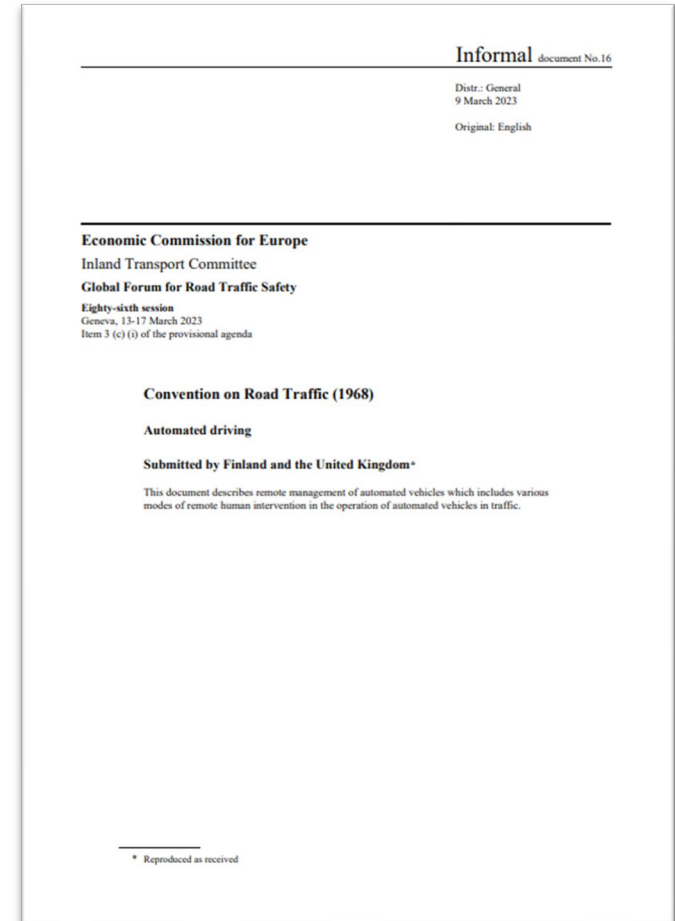 Informal document No.16
Distr.: General
9 March 2023
Original: English
Economic Commission for Europe
Inland Transport Committee
Global Forum for Road Traffic Safety
Eighty-sixth session
Geneva, 13-17 March 2023
Item 3 (c) (i) of the provisional agenda
Convention on Road Traffic (1968)
Automated driving
Submitted by Finland and the United Kingdom*
This document describes remote management of automated vehicles which includes various
modes of remote human intervention in the operation of automated vehicles in traffic.
* Reproduced as received